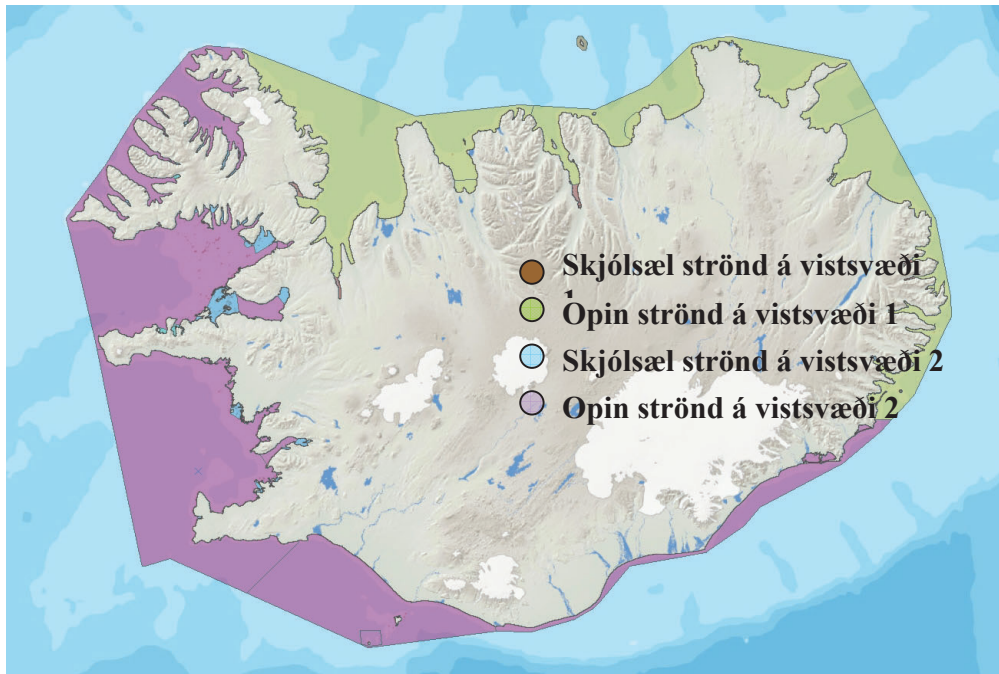 Skjólsæl strönd á vistsvæði
1
Opin strönd á vistsvæði 1
Skjólsæl strönd á vistsvæði 2
Opin strönd á vistsvæði 2